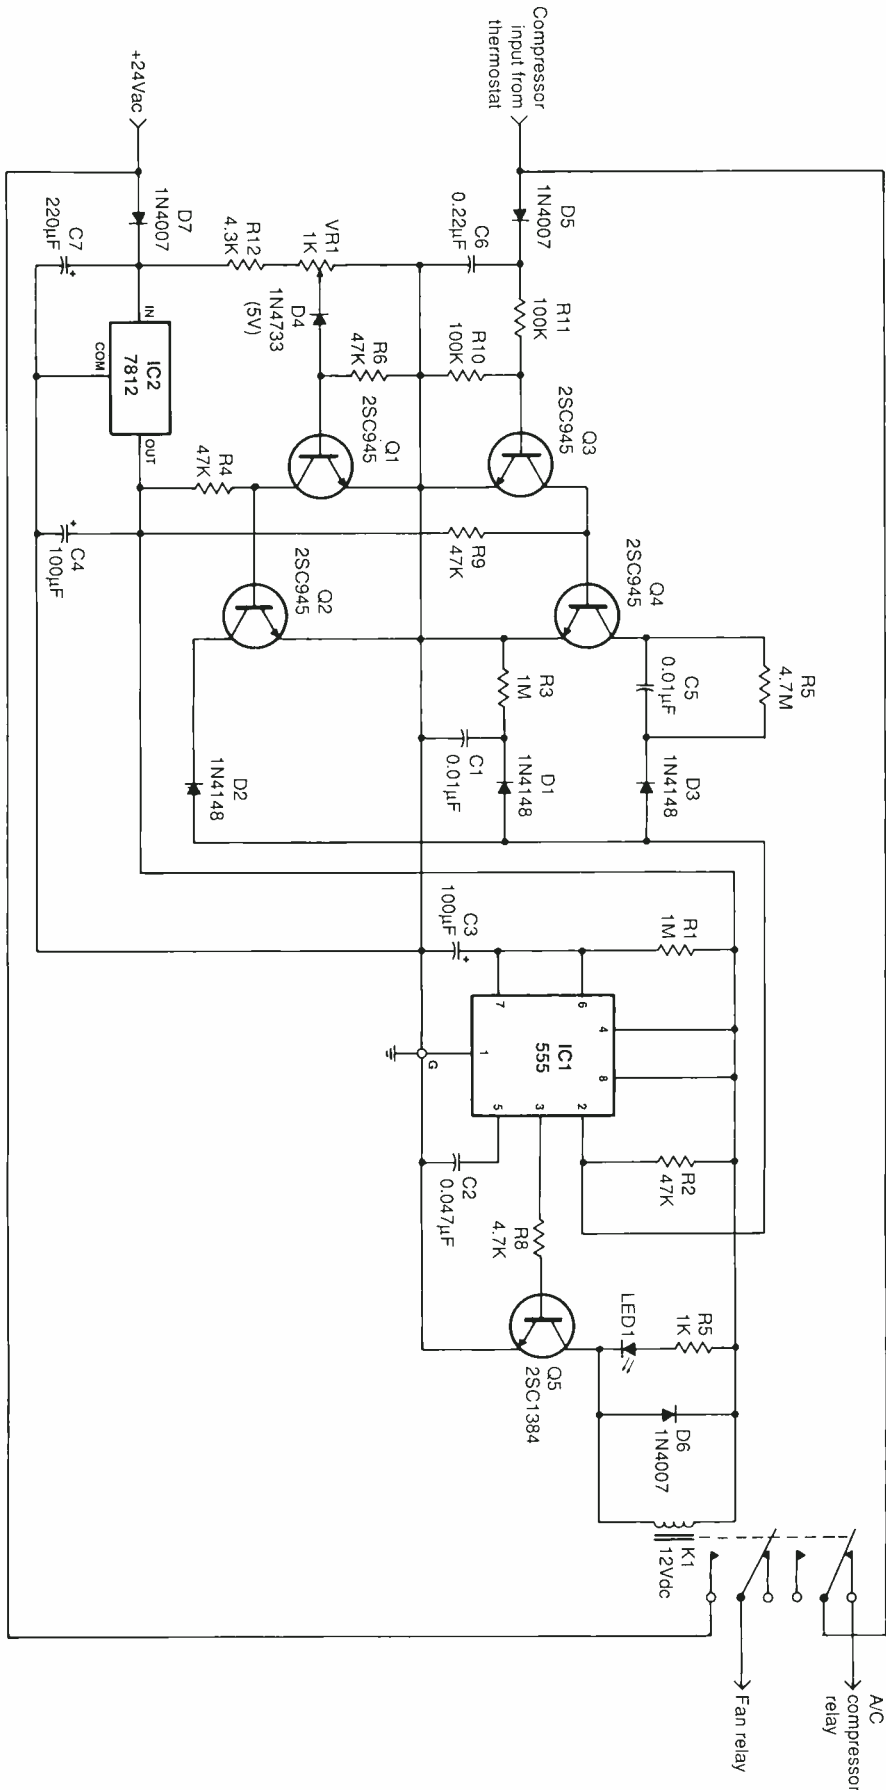 Compressor
input from
thermostat
+24Vac
D5
1N4007
C6
0.22µF
R11
100K
R10
100K
Q3
2SC945
VR1
1K
R12
4.3K
D4
1N4733
(5V)
R6
47K
Q1
2SC945
D7
1N4007
C7
220µF
+
IN
COM
IC2
7812
OUT
R4
47K
C4
100µF
+
R9
47K
Q4
2SC945
Q2
2SC945
R5
4.7M
C5
0.01µF
R3
1M
C1
0.01µF
D3
1N4148
D1
1N4148
D2
1N4148
C3
100µF
+
R1
1M
IC1
555
7
6
4
8
1
5
3
2
G
R2
47K
C2
0.047µF
R8
4.7K
Q5
2SC1384
LED1
R5
1K
D6
1N4007
K1
12Vdc
A/C
compressor
relay
Fan relay